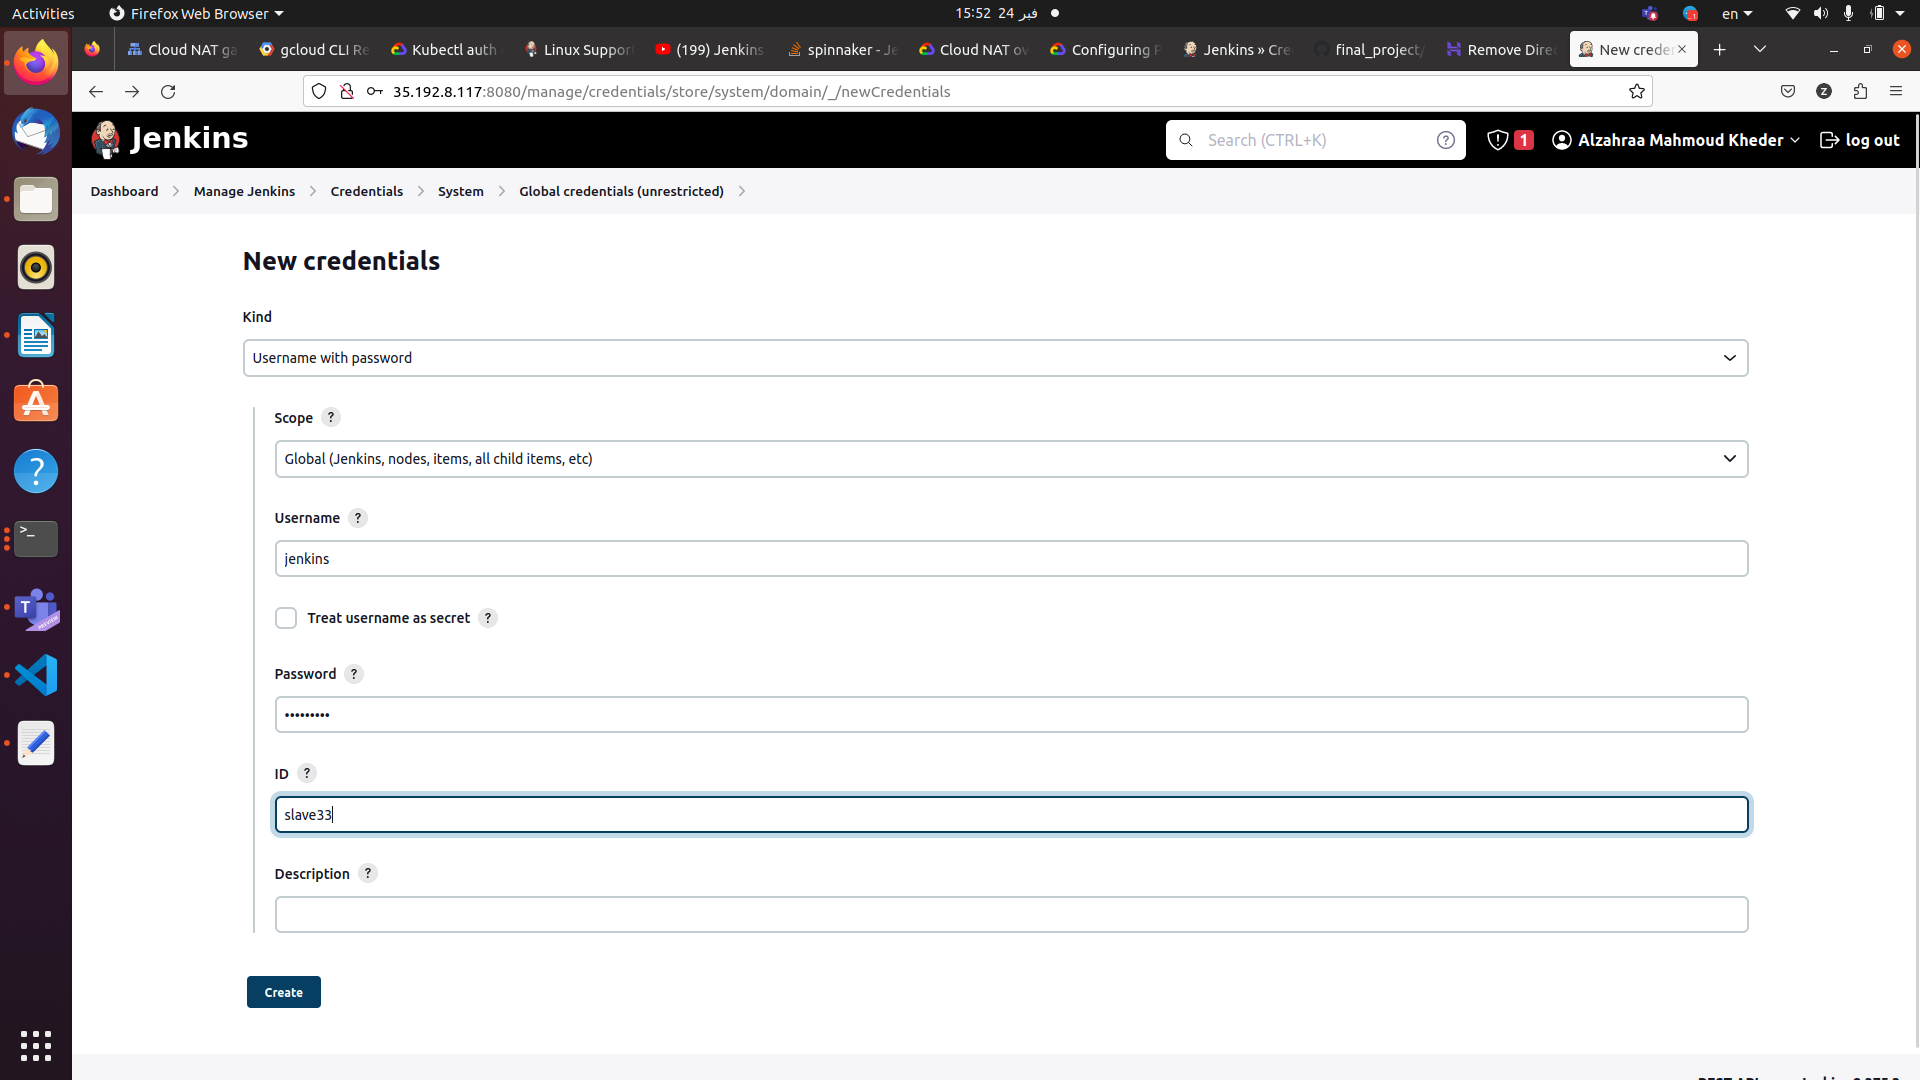 Activities
Firefox Web Browser
15:52 24 فبر
en
Cloud NAT ga
gcloud CLI Re
Kubectl auth
Linux Support
(199) Jenkins
spinnaker - Je
Cloud NAT ov
Configuring P
Jenkins » Cre
final_project/
Remove Direc
New creden
35.192.8.117:8080/manage/credentials/store/system/domain/_/newCredentials
Z
Jenkins
Search (CTRL+K)
?
1
Alzahraa Mahmoud Kheder
log out
Dashboard
Manage Jenkins
Credentials
System
Global credentials (unrestricted)
New credentials
Kind
Username with password
Scope ?
Global (Jenkins, nodes, items, all child items, etc)
Username ?
jenkins
Treat username as secret ?
Password ?
•••••••••
ID ?
slave33
Description ?
Create